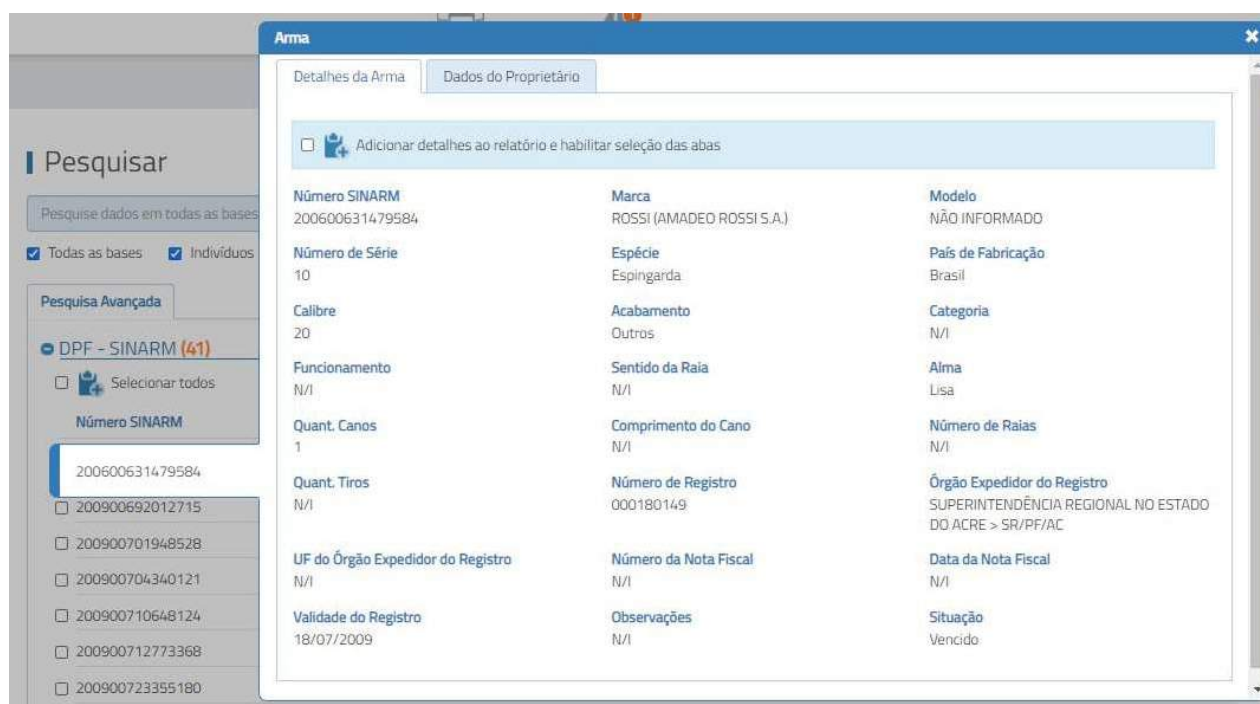 1
Arma
Detalhes da Arma
Dados do Proprietário
Adicionar detalhes ao relatório e habilitar seleção das abas
Pesquisar
Pesquise dados em todas as bases
Todas as bases
Indivíduos
Pesquisa Avançada
DPF - SINARM (41)
Selecionar todos
Número SINARM
200600631479584
200900692012715
200900701948528
200900704340121
200900710648124
200900712773368
200900723355180
Número SINARM
200600631479584
Marca
ROSSI (AMADEO ROSSI S.A.)
Modelo
NÃO INFORMADO
Número de Série
10
Espécie
Espingarda
País de Fabricação
Brasil
Calibre
20
Acabamento
Outros
Categoria
N/I
Funcionamento
N/I
Sentido da Raia
N/I
Alma
Lisa
Quant. Canos
1
Comprimento do Cano
N/I
Número de Raias
N/I
Quant. Tiros
N/I
Número de Registro
000180149
Órgão Expedidor do Registro
SUPERINTENDÊNCIA REGIONAL NO ESTADO
DO ACRE > SR/PF/AC
UF do Órgão Expedidor do Registro
N/I
Número da Nota Fiscal
N/I
Data da Nota Fiscal
N/I
Validade do Registro
18/07/2009
Observações
N/I
Situação
Vencido